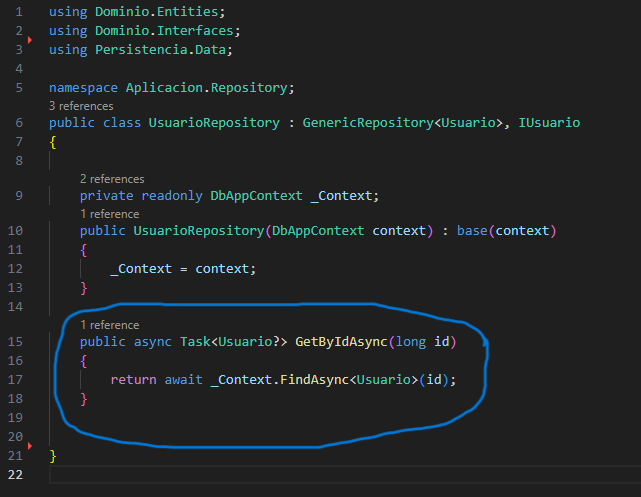 1 using Dominio.Entities;
2 using Dominio.Interfaces;
3 using Persistencia.Data;
4
5 namespace Aplicacion.Repository;
3 references
6 public class UsuarioRepository : GenericRepository<Usuario>, IUsuario
7 {
8
2 references
9 private readonly DbAppContext _Context;
1 reference
10 public UsuarioRepository(DbAppContext context) : base(context)
11 {
12 _Context = context;
13 }
14
1 reference
15 public async Task<Usuario?> GetByIdAsync(long id)
16 {
17 return await _Context.FindAsync<Usuario>(id);
18 }
19
20
21 }
22